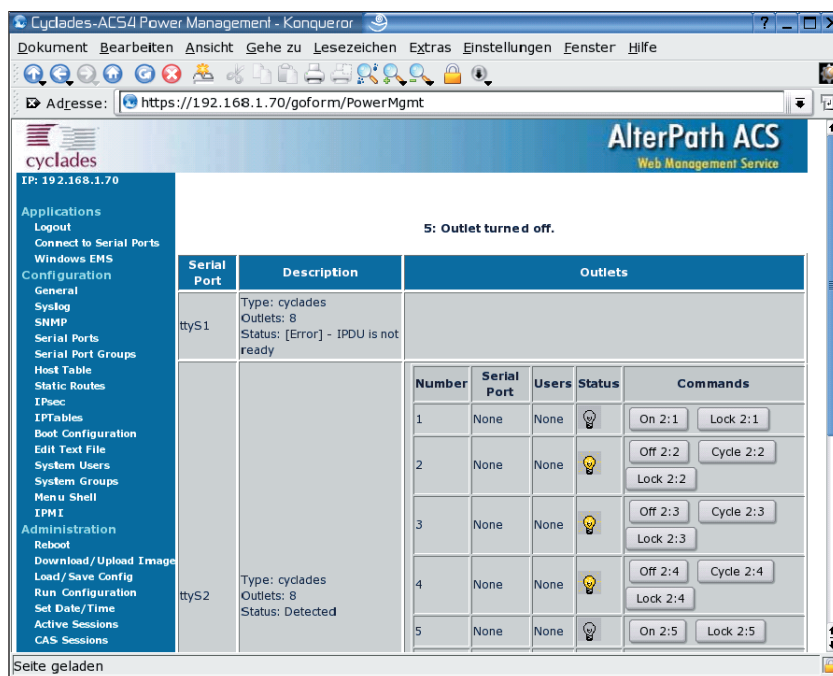 Cyclades-ACS4 Power Management - Konqueror
Dokument Bearbeiten Ansicht Gehe zu Lesezeichen Extras Einstellungen Fenster Hilfe
Adresse: https://192.168.1.70/goform/PowerMgmt
cyclades
AlterPath ACS
Web Management Service
IP: 192.168.1.70
Applications
Logout
Connect to Serial Ports
Windows EMS
Configuration
General
Syslog
SNMP
Serial Ports
Serial Port Groups
Host Table
Static Routes
IPsec
IPTables
Boot Configuration
Edit Text File
System Users
System Groups
Menu Shell
IPMI
Administration
Reboot
Download/Upload Image
Load/Save Config
Run Configuration
Set Date/Time
Active Sessions
CAS Sessions
5: Outlet turned off.
Serial Port Description Outlets
ttyS1
Type: cyclades
Outlets: 8
Status: [Error] - IPDU is not
ready
ttyS2
Type: cyclades
Outlets: 8
Status: Detected
Number Serial Port Users Status Commands
1 None None On 2:1 Lock 2:1
2 None None Off 2:2 Cycle 2:2
Lock 2:2
3 None None Off 2:3 Cycle 2:3
Lock 2:3
4 None None Off 2:4 Cycle 2:4
Lock 2:4
5 None None On 2:5 Lock 2:5
Seite geladen